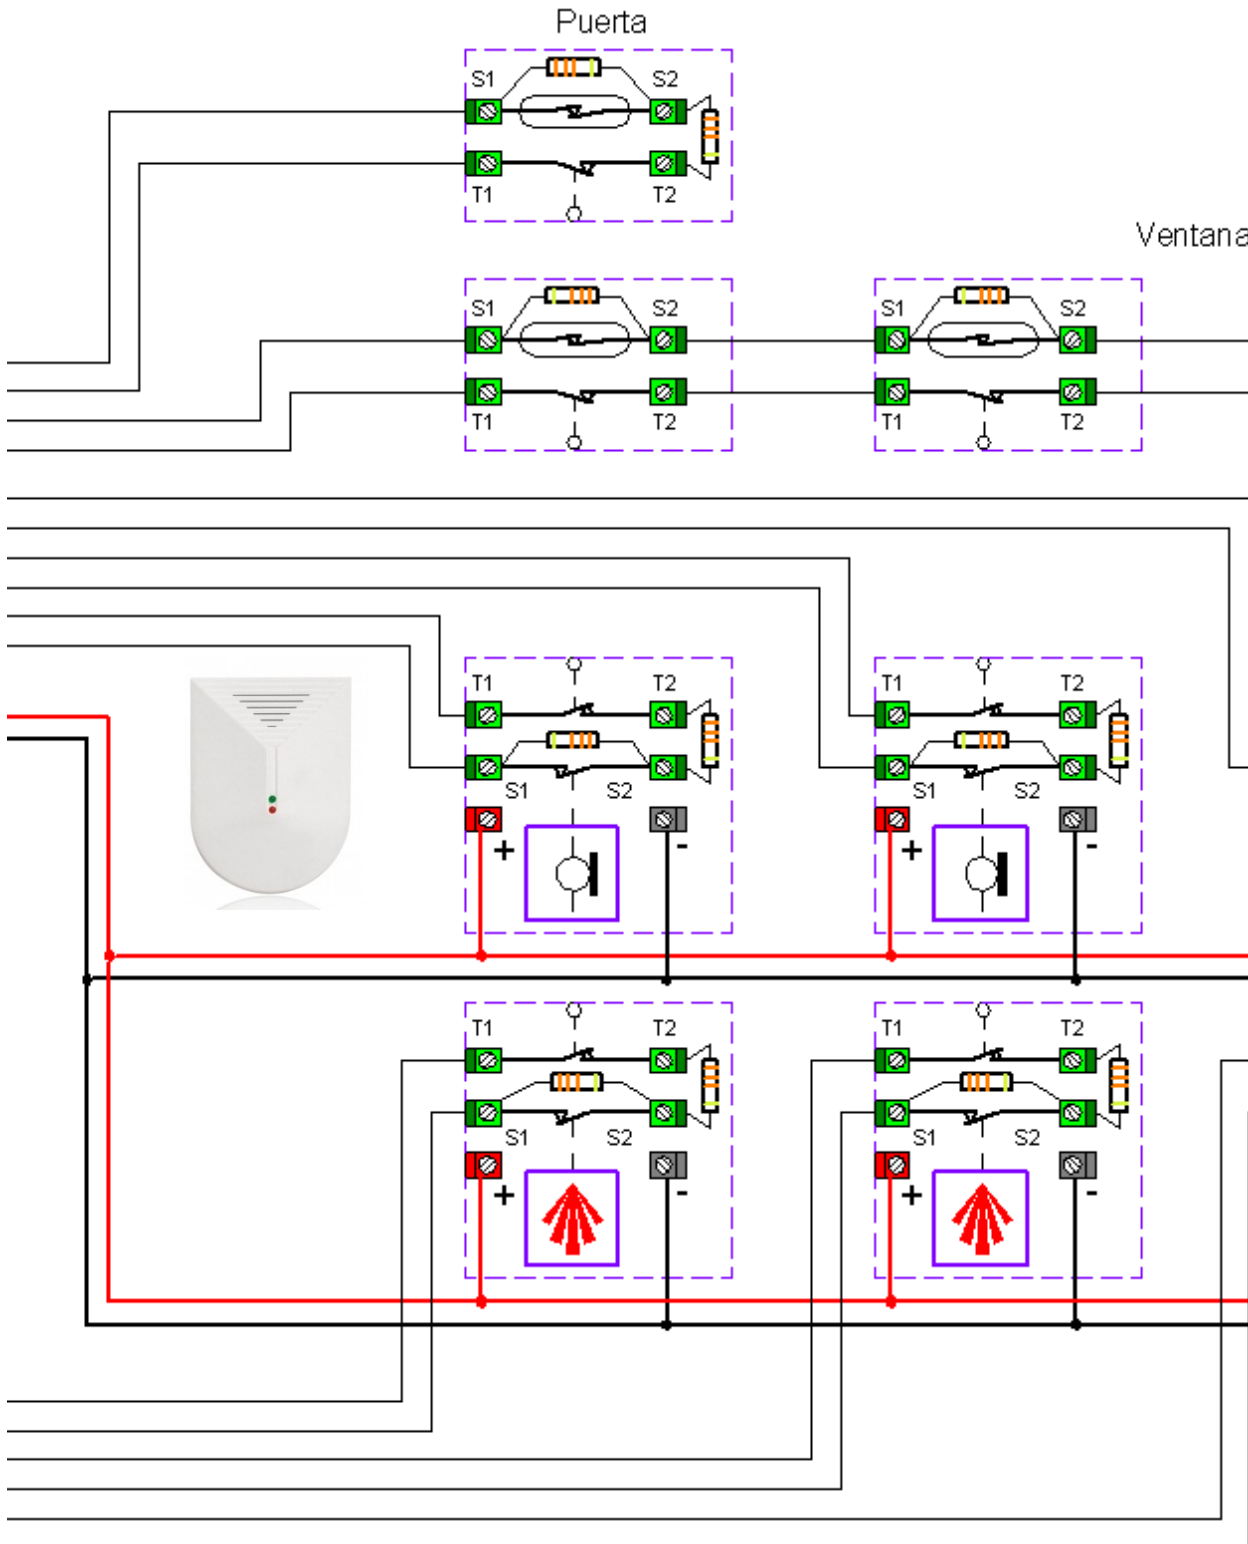 Puerta
S1 S2
T1 T2
Ventana
S1 S2 S1 S2
T1 T2 T1 T2
T1 T2 T1 T2
S1 S2 S1 S2
+ - + -
T1 T2 T1 T2
S1 S2 S1 S2
+ - + -